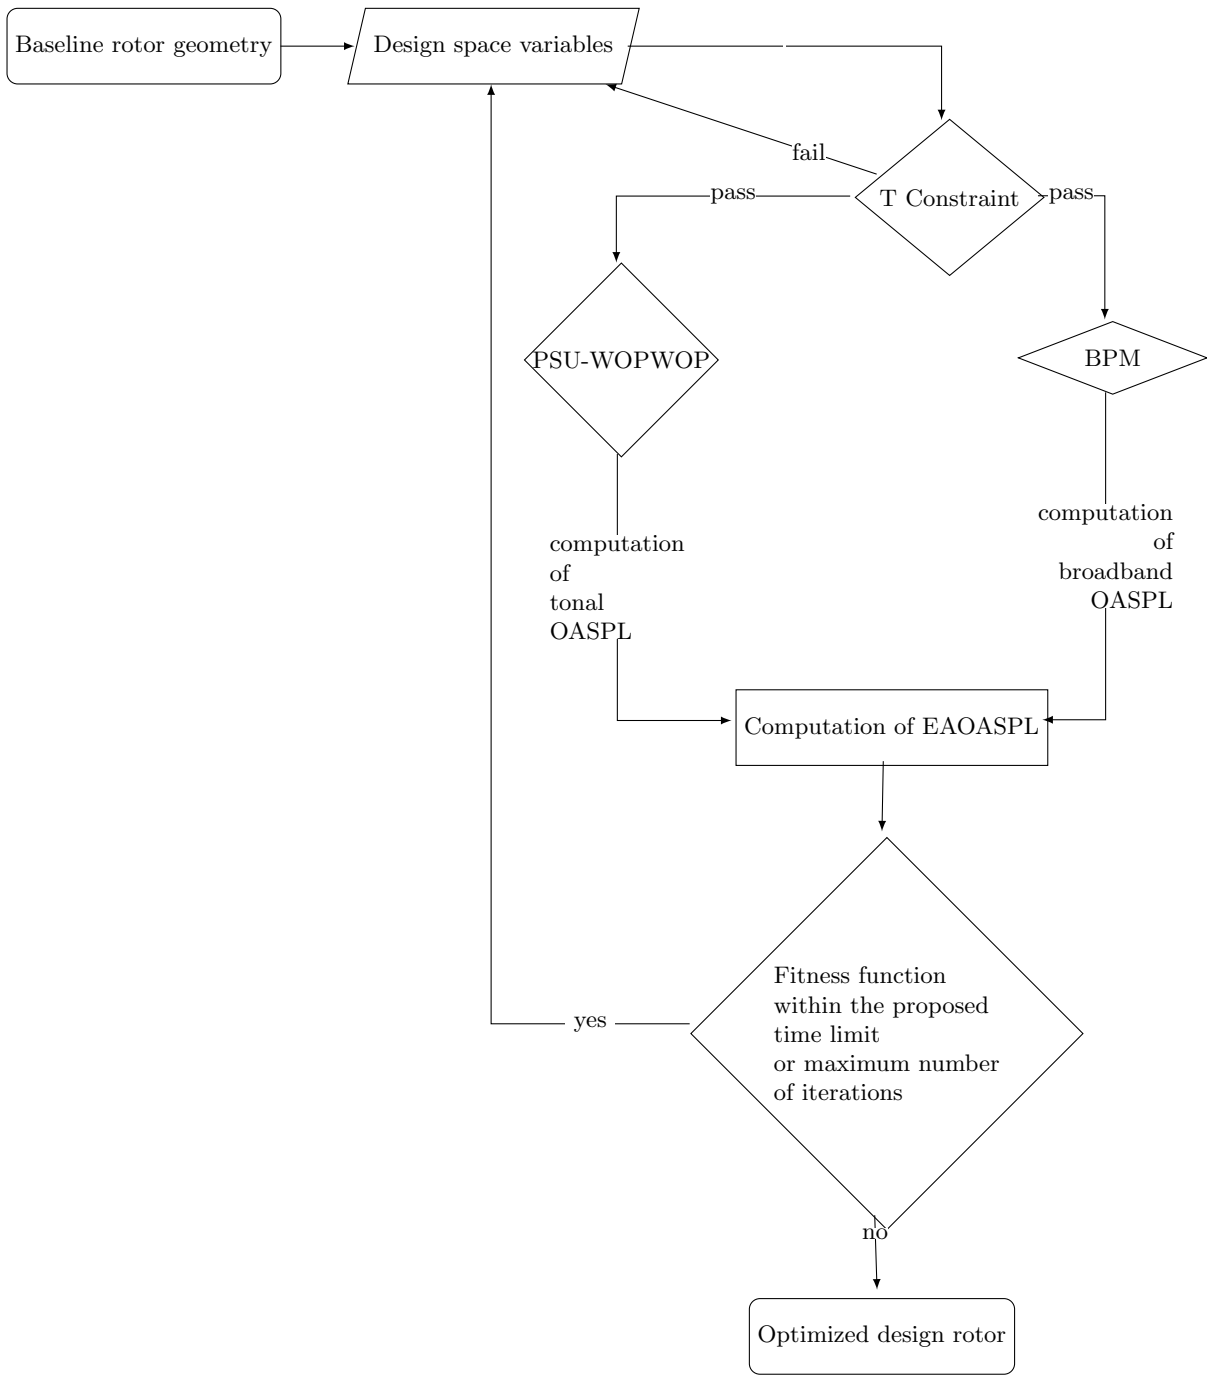 Baseline rotor geometry
Design space variables
fail
pass
T Constraint
pass
PSU-WOPWOP
BPM
computation
of
tonal
OASPL
computation
of
broadband
OASPL
Computation of EAOASPL
Fitness function
within the proposed
time limit
or maximum number
of iterations
yes
no
Optimized design rotor